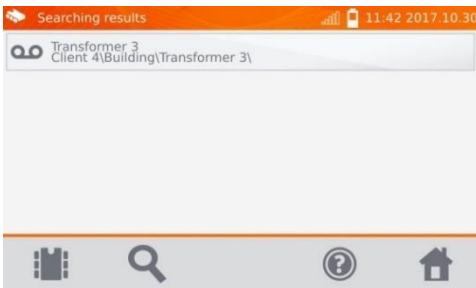 Searching results
11:42 2017.10.30
Transformer 3
Client 4\Building\Transformer 3\